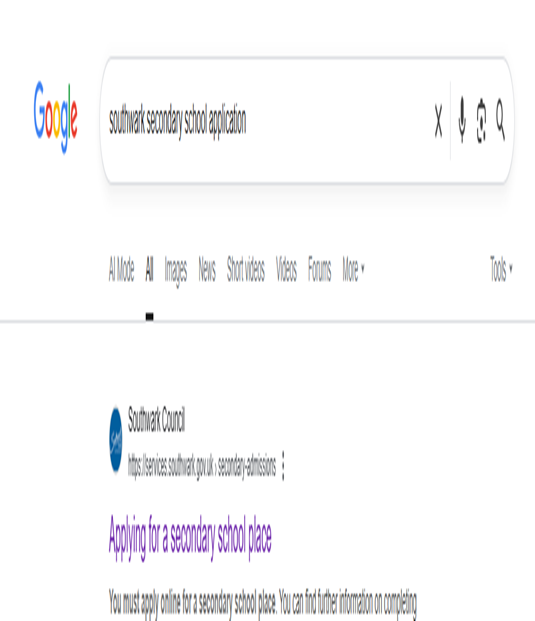 Google
southwark secondary school application
AI Mode All Images News Short videos Videos Forums More Tools
Southwark Council
https://services.southwark.gov.uk › secondary-admissions
Applying for a secondary school place
You must apply online for a secondary school place. You can find further information on completing